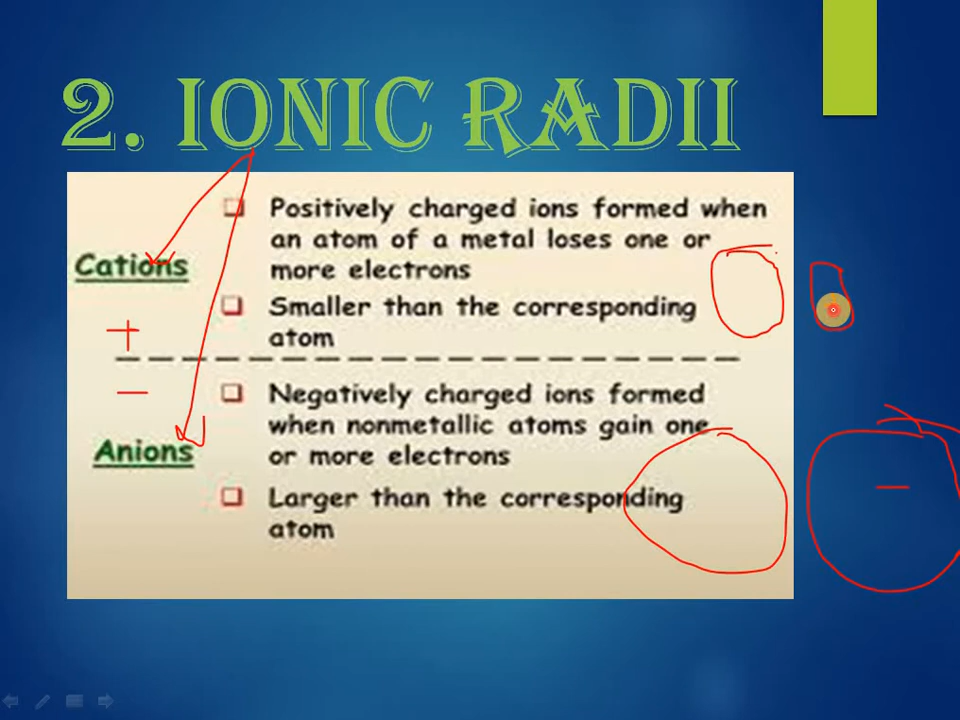 2. IONIC RADII
Cations
❑ Positively charged ions formed when
an atom of a metal loses one or
more electrons
❑ Smaller than the corresponding
atom
+
−
Anions
❑ Negatively charged ions formed
when nonmetallic atoms gain one
or more electrons
❑ Larger than the corresponding
atom
−